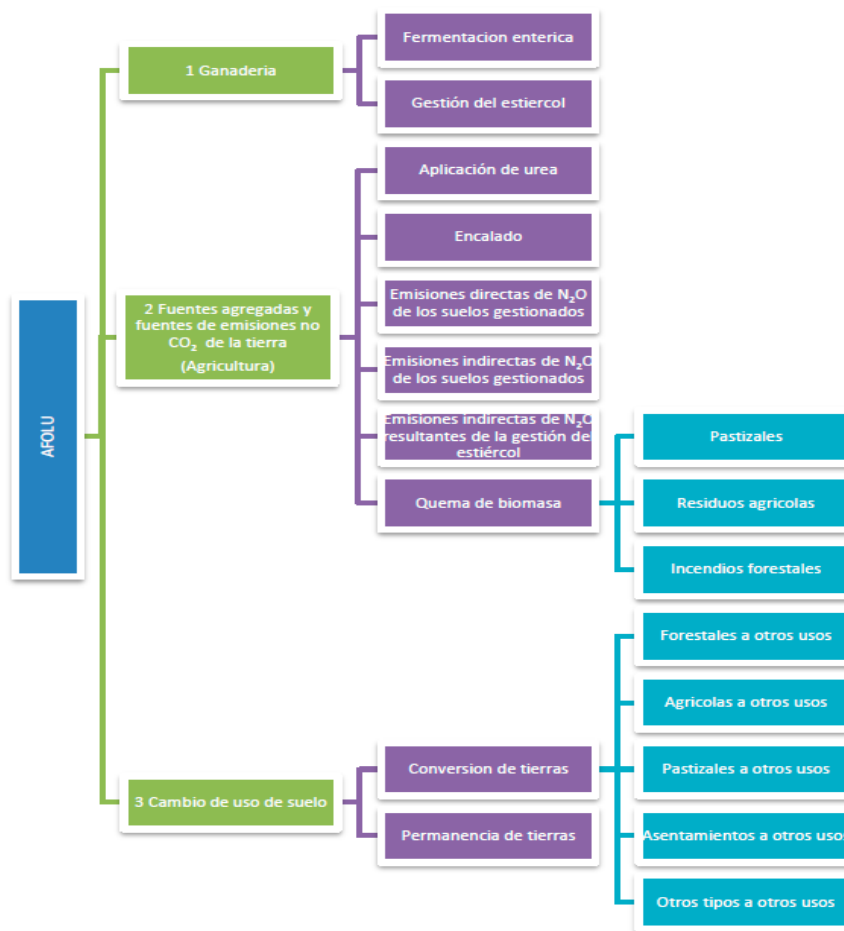 AFOLU
1 Ganaderia
Fermentacion enterica
Gestión del estiercol
2 Fuentes agregadas y
fuentes de emisiones no
CO₂ de la tierra
(Agricultura)
Aplicación de urea
Encalado
Emisiones directas de N₂O
de los suelos gestionados
Emisiones indirectas de N₂O
de los suelos gestionados
Emisiones indirectas de N₂O
resultantes de la gestión del
estiércol
Quema de biomasa
Pastizales
Residuos agricolas
Incendios forestales
3 Cambio de uso de suelo
Conversion de tierras
Forestales a otros usos
Agricolas a otros usos
Pastizales a otros usos
Asentamientos a otros usos
Otros tipos a otros usos
Permanencia de tierras